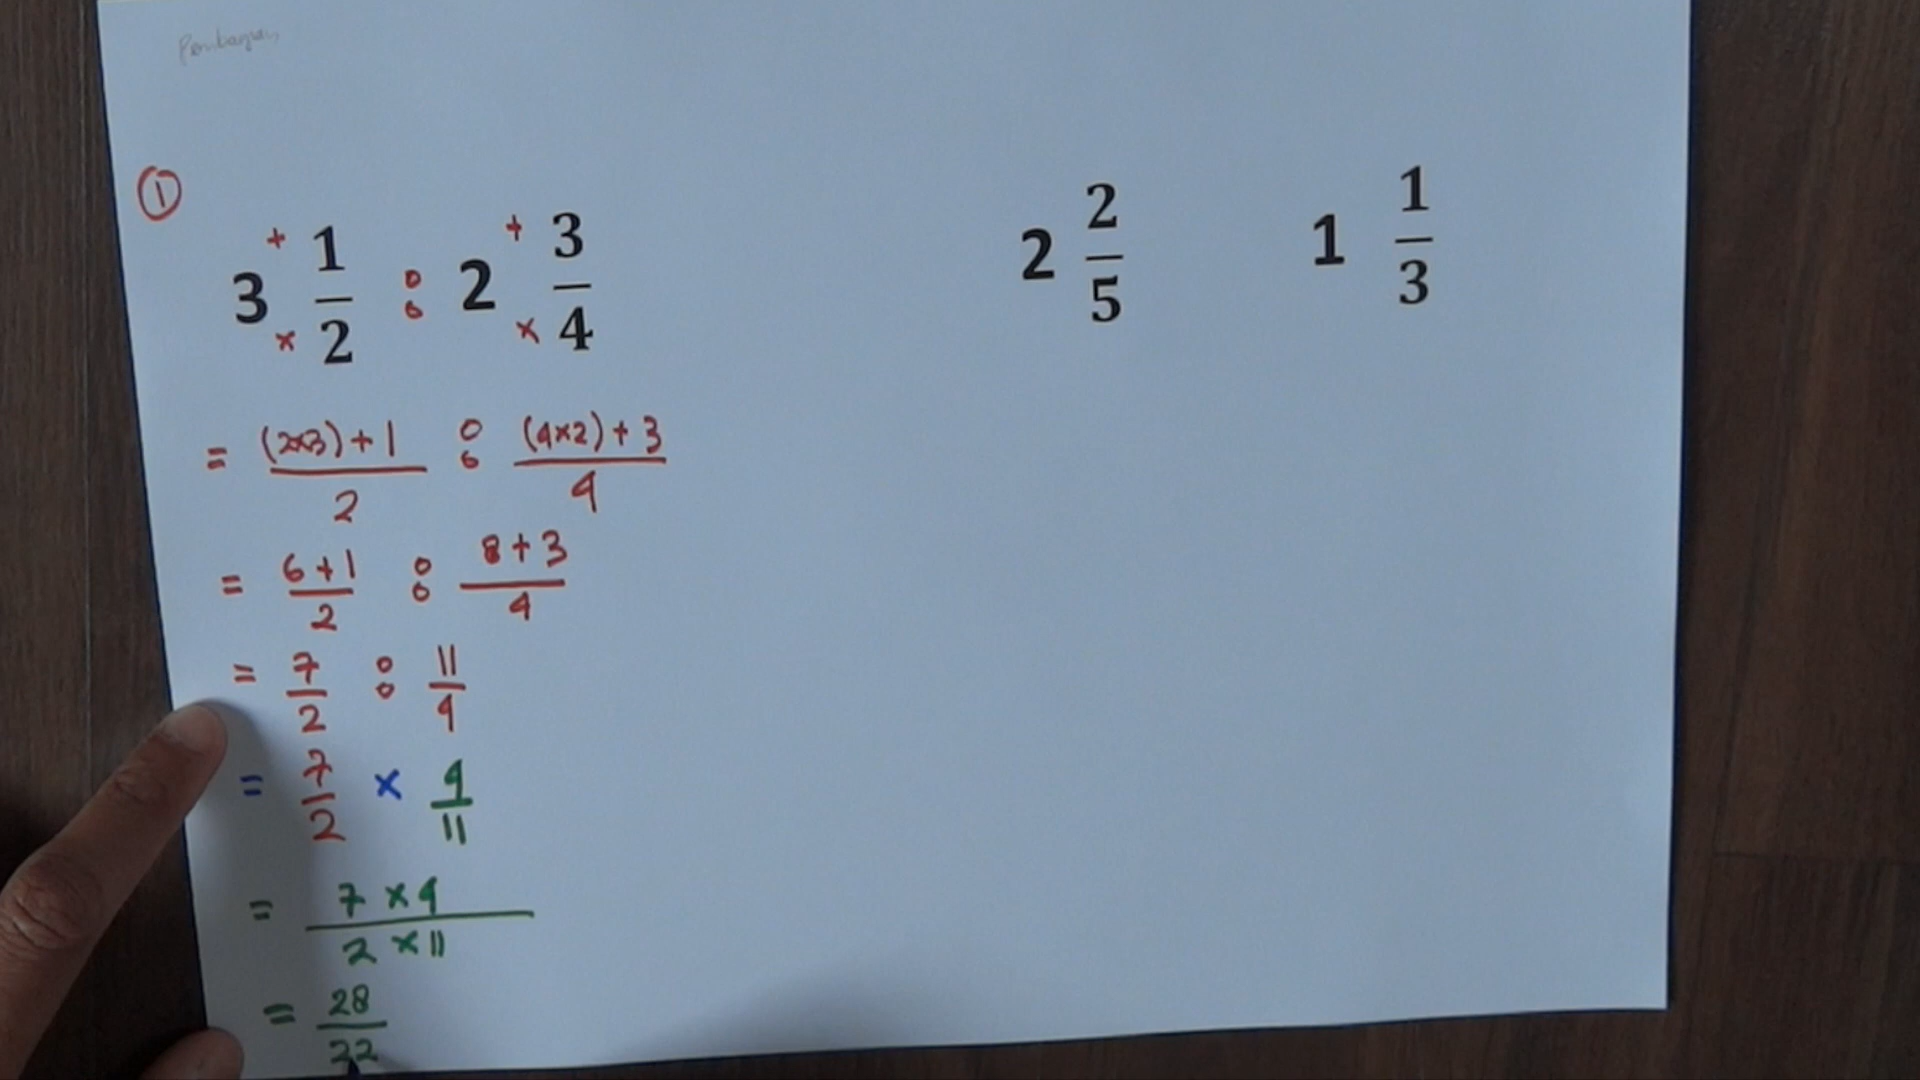 Pembagian
①
3 1/2 : 2 3/4
+ × + ×
= (2×3)+1/2 : (4×2)+3/4
= 6+1/2 : 8+3/4
= 7/2 : 11/4
= 7/2 × 4/11
= 7×4/2×11
= 28/22
2 2/5 1 1/3